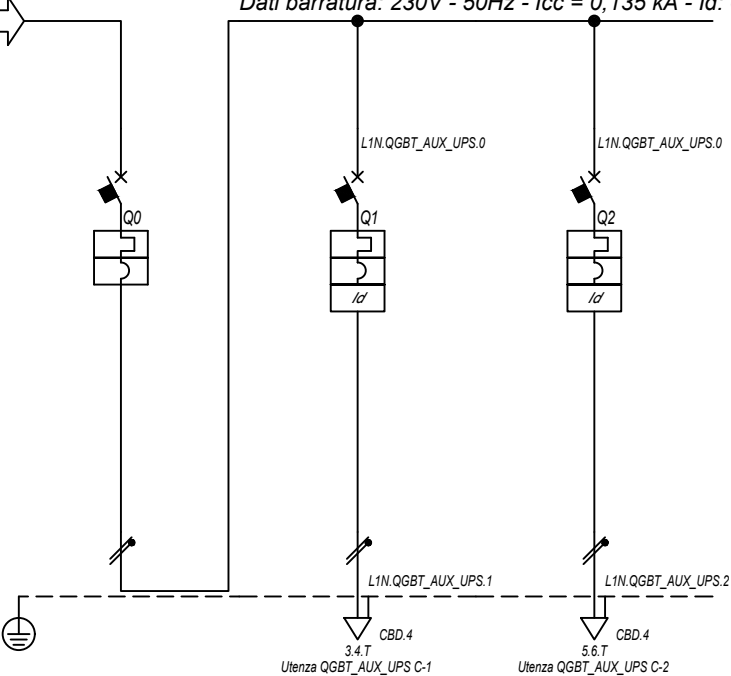 Dati barratura: 230V - 50Hz - Icc = 0,135 kA - Id:
L1N.QGBT_AUX_UPS.0
L1N.QGBT_AUX_UPS.0
Q0
Q1
Q2
Id
Id
L1N.QGBT_AUX_UPS.1
L1N.QGBT_AUX_UPS.2
CBD.4
CBD.4
3.4.T
5.6.T
Utenza QGBT_AUX_UPS C-1
Utenza QGBT_AUX_UPS C-2